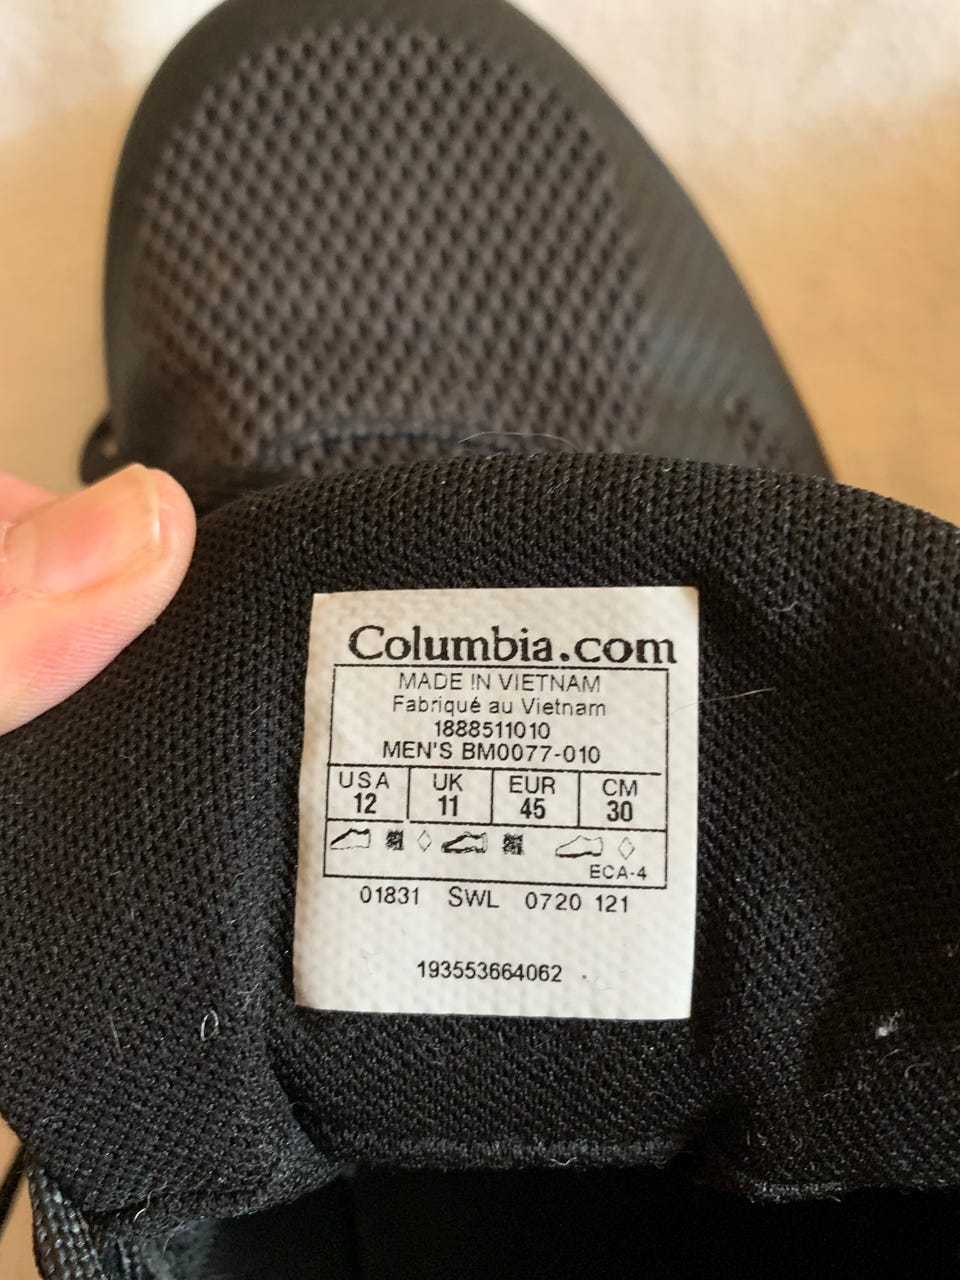 Columbia.com
MADE IN VIETNAM
Fabriqué au Vietnam
1888511010
MEN'S BM0077-010
USA UK EUR CM
12 11 45 30
ECA-4
01831 SWL 0720 121
193553664062